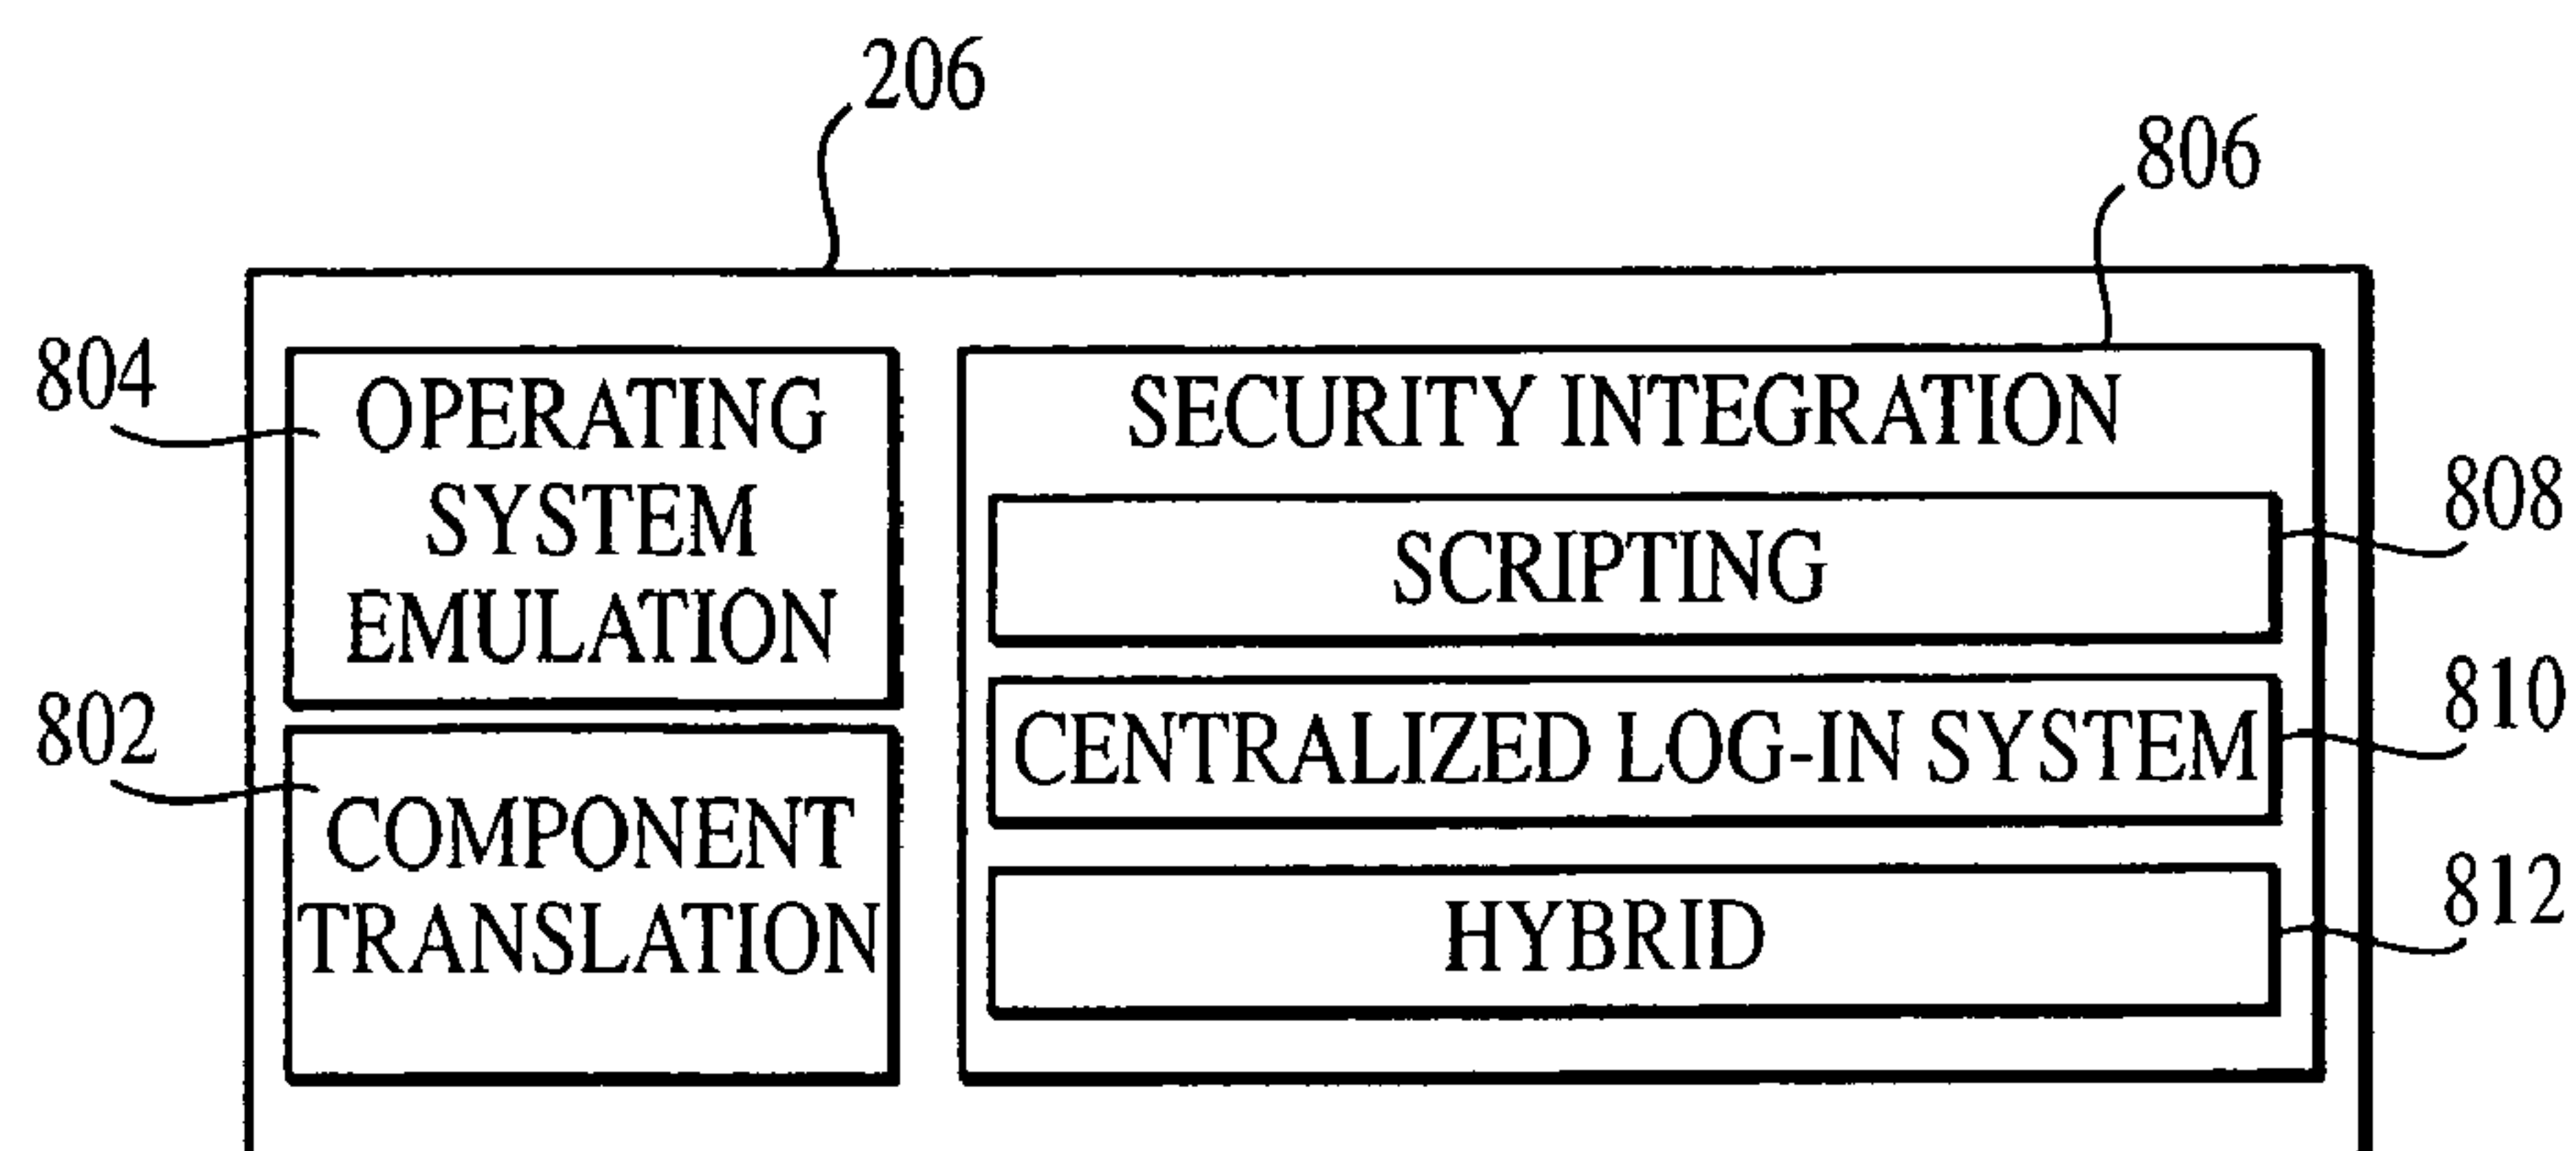 206
806
804
OPERATING
SYSTEM
EMULATION
802
COMPONENT
TRANSLATION
SECURITY INTEGRATION
808
SCRIPTING
810
CENTRALIZED LOG-IN SYSTEM
812
HYBRID